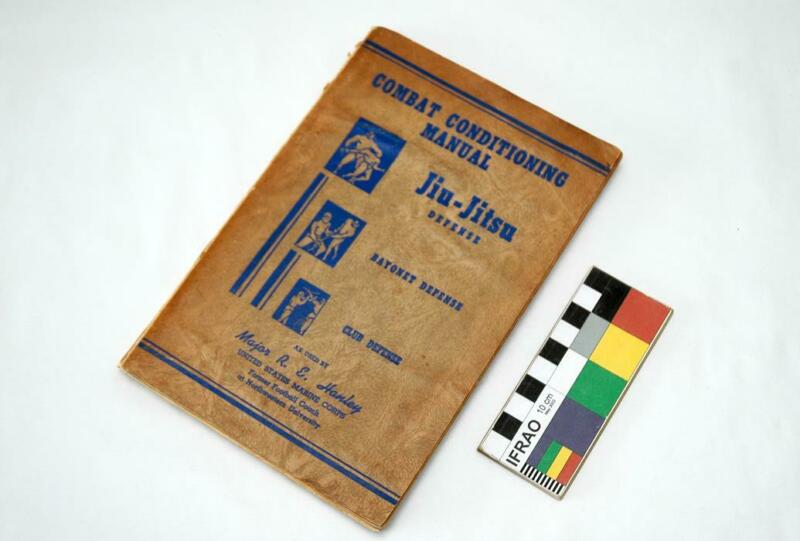 COMBAT CONDITIONING
MANUAL
Jiu-Jitsu
DEFENSE
BAYONET DEFENSE
CLUB DEFENSE
AS USED BY
Major R. E. Hanley
UNITED STATES MARINE CORPS
Former Football Coach
at Northwestern University
IFRAO
10 cm